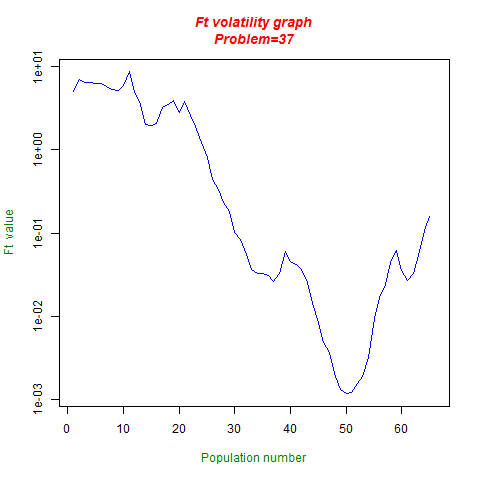 Ft volatility graph
Problem=37
1e+01
1e+00
1e-01
1e-02
1e-03
Ft value
0 10 20 30 40 50 60
Population number